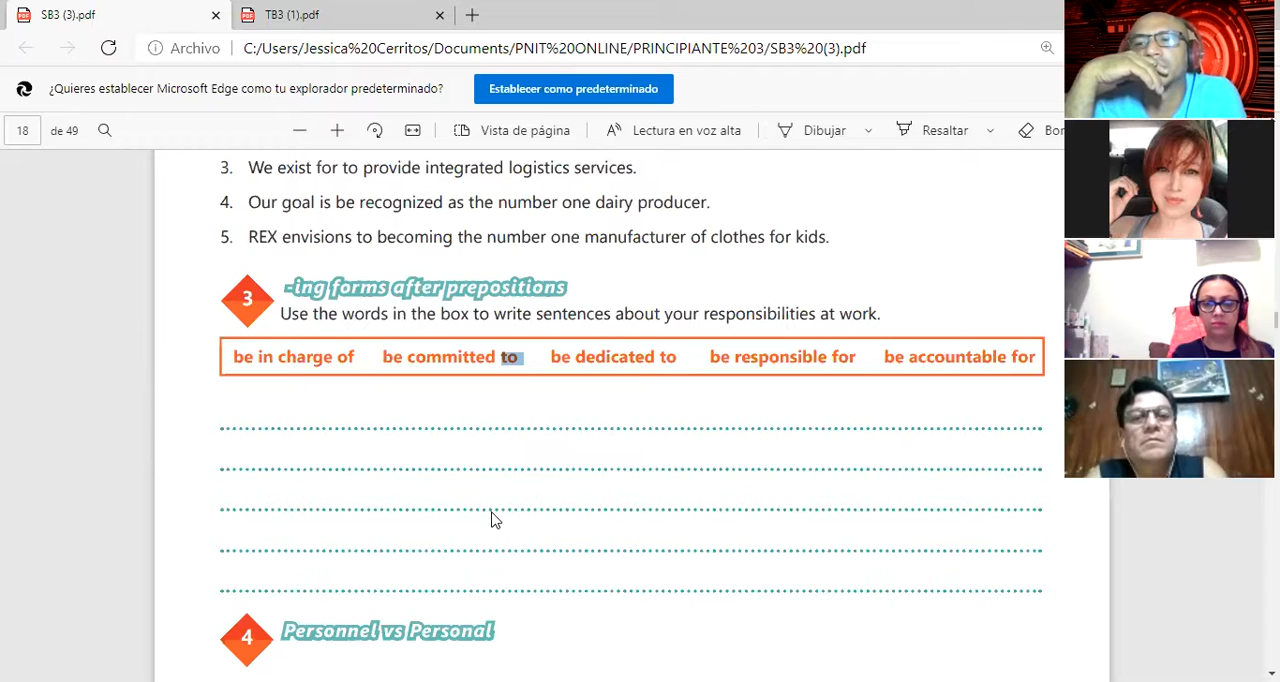 SB3 (3).pdf
TB3 (1).pdf
Archivo
C:/Users/Jessica%20Cerritos/Documents/PNIT%20ONLINE/PRINCIPIANTE%203/SB3%20(3).pdf
¿Quieres establecer Microsoft Edge como tu explorador predeterminado?
Establecer como predeterminado
18 de 49
Vista de página
Lectura en voz alta
Dibujar
Resaltar
Bor
3. We exist for to provide integrated logistics services.
4. Our goal is be recognized as the number one dairy producer.
5. REX envisions to becoming the number one manufacturer of clothes for kids.
3 -ing forms after prepositions
Use the words in the box to write sentences about your responsibilities at work.
be in charge of be committed to be dedicated to be responsible for be accountable for
4 Personnel vs Personal